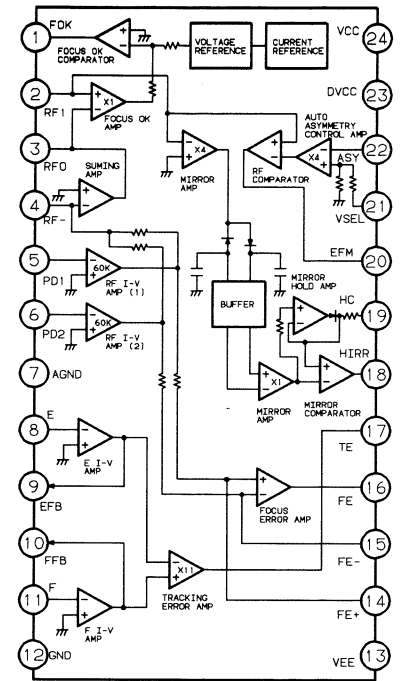 1
FOK
FOCUS OK
COMPARATOR
VOLTAGE
REFERENCE
CURRENT
REFERENCE
VCC
24
2
RF1
X1
FOCUS OK
AMP
DVCC
23
3
RFO
SUMING AMP
X4
MIRROR
AMP
RF
COMPARATOR
AUTO
ASYMMETRY
CONTROL AMP
X4
ASY
22
4
RF-
VSEL
21
5
PD1
60K
RF I-V
AMP (1)
EFM
20
6
PD2
60K
RF I-V
AMP (2)
BUFFER
MIRROR
HOLD AMP
HC
19
7
AGND
X1
MIRROR
AMP
MIRROR
COMPARATOR
HIRR
18
8
E
E I-V
AMP
TE
17
9
EFB
FOCUS
ERROR AMP
FE
16
10
FFB
X11
TRACKING
ERROR AMP
FE-
15
11
F
F I-V
AMP
FE+
14
12
GND
VEE
13